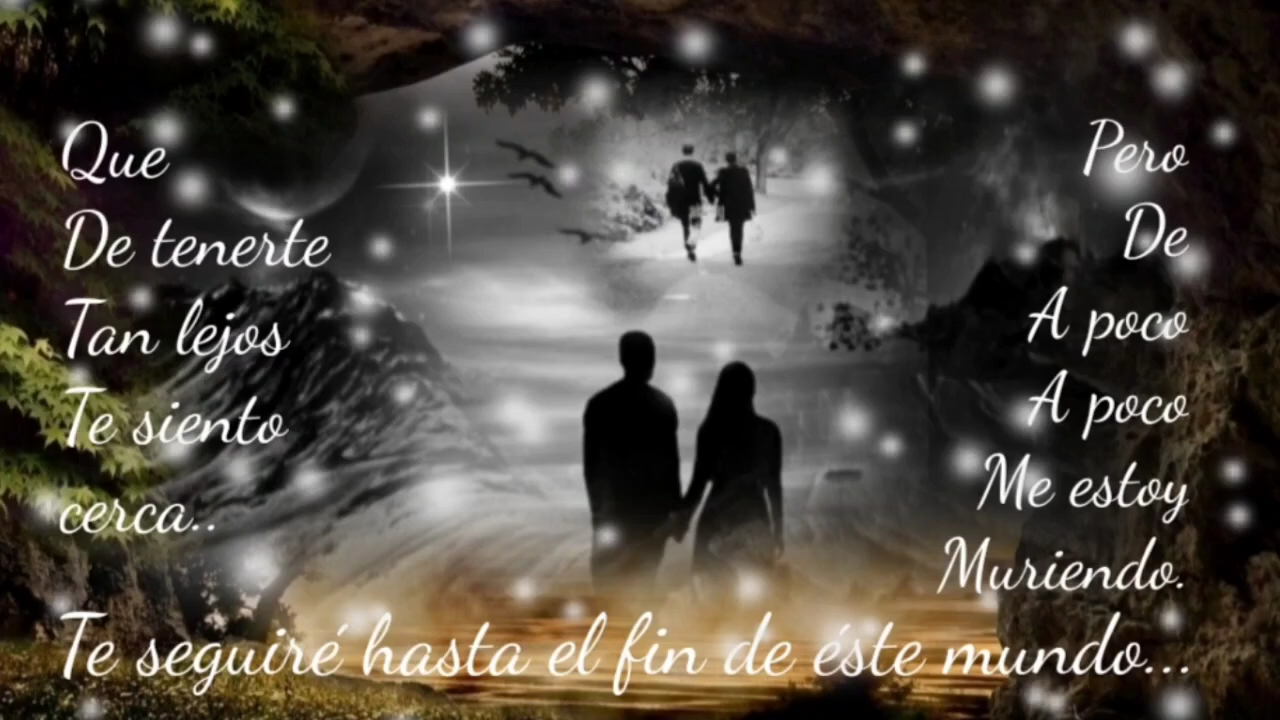 Que
De tenerte
Tan lejos
Te siento
cerca..
Pero
De
A poco
A poco
Me estoy
Muriendo.
Te seguiré hasta el fin de éste mundo...